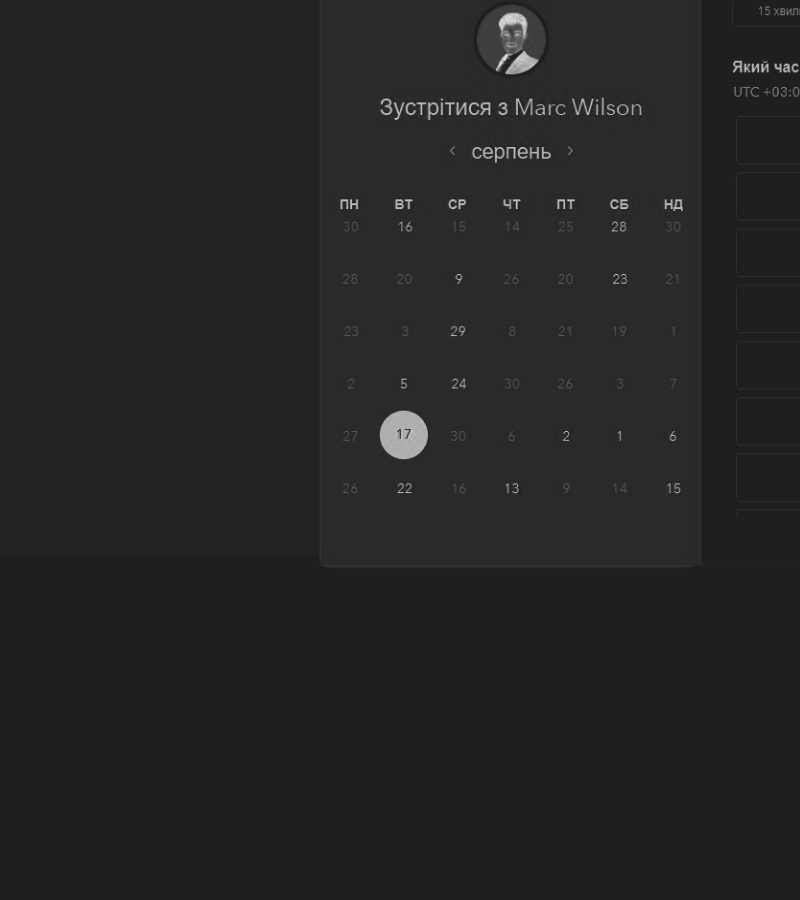 15
Який час
UTC +03:0
Зустрітися з Marc Wilson
< серпень >
ПН ВТ СР ЧТ ПТ СБ НД
30 16 15 14 25 28 30
28 20 9 26 20 23 21
23 3 29 8 21 19 1
2 5 24 30 26 3 7
27 17 30 6 2 1 6
26 22 16 13 9 14 15